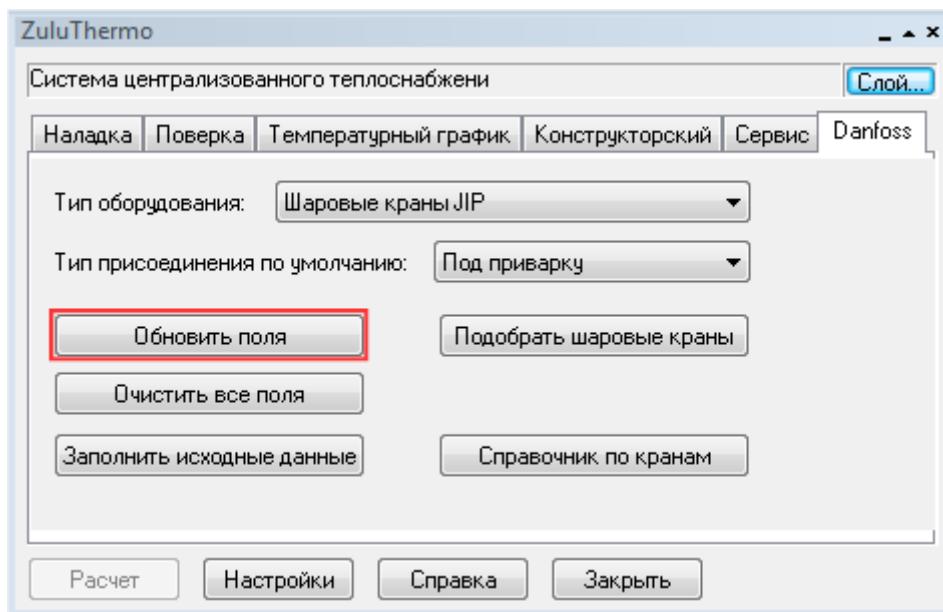 ZuluThermo
Система централизованного теплоснабжени
Слой...
Наладка Поверка Температурный график Конструкторский Сервис Danfoss
Тип оборудования: Шаровые краны JIP
Тип присоединения по умолчанию: Под приварку
Обновить поля Подобрать шаровые краны
Очистить все поля
Заполнить исходные данные Справочник по кранам
Расчет Настройки Справка Закрыть